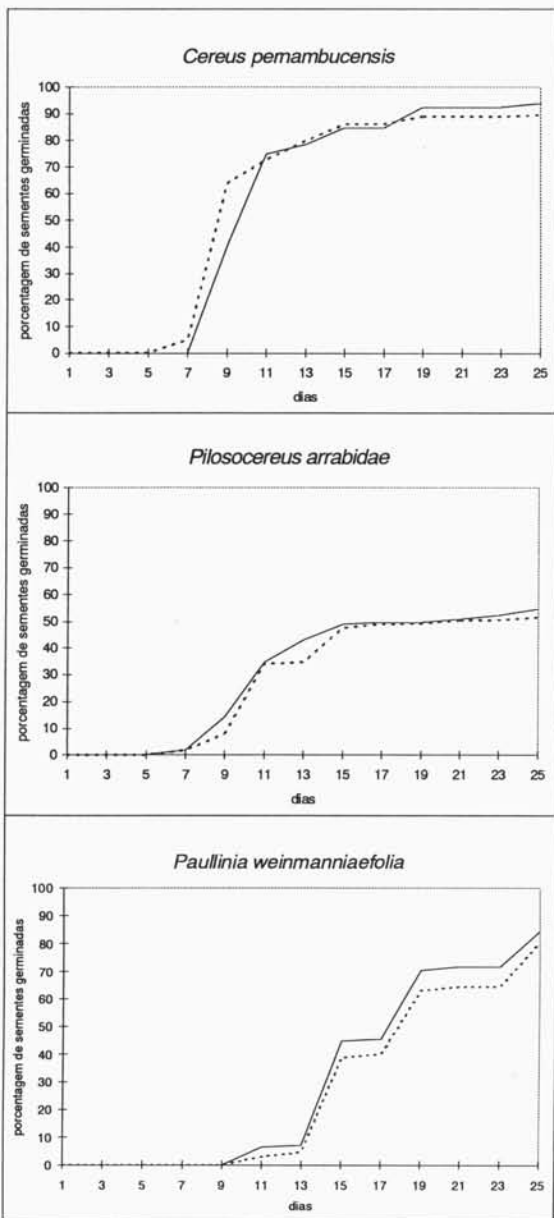 Cereus pernambucensis
porcentagem de sementes germinadas
100
90
80
70
60
50
40
30
20
10
0
1 3 5 7 9 11 13 15 17 19 21 23 25
dias
Pilosocereus arrabidae
porcentagem de sementes germinadas
100
90
80
70
60
50
40
30
20
10
0
1 3 5 7 9 11 13 15 17 19 21 23 25
dias
Paullinia weinmanniaefolia
porcentagem de sementes germinadas
100
90
80
70
60
50
40
30
20
10
0
1 3 5 7 9 11 13 15 17 19 21 23 25
dias